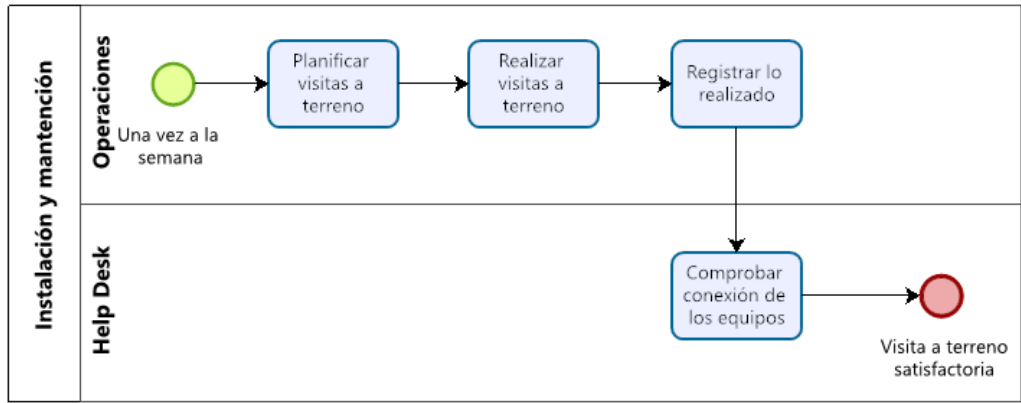 Instalación y mantención
Operaciones
Una vez a la
semana
Planificar
visitas a
terreno
Realizar
visitas a
terreno
Registrar lo
realizado
Help Desk
Comprobar
conexión de
los equipos
Visita a terreno
satisfactoria